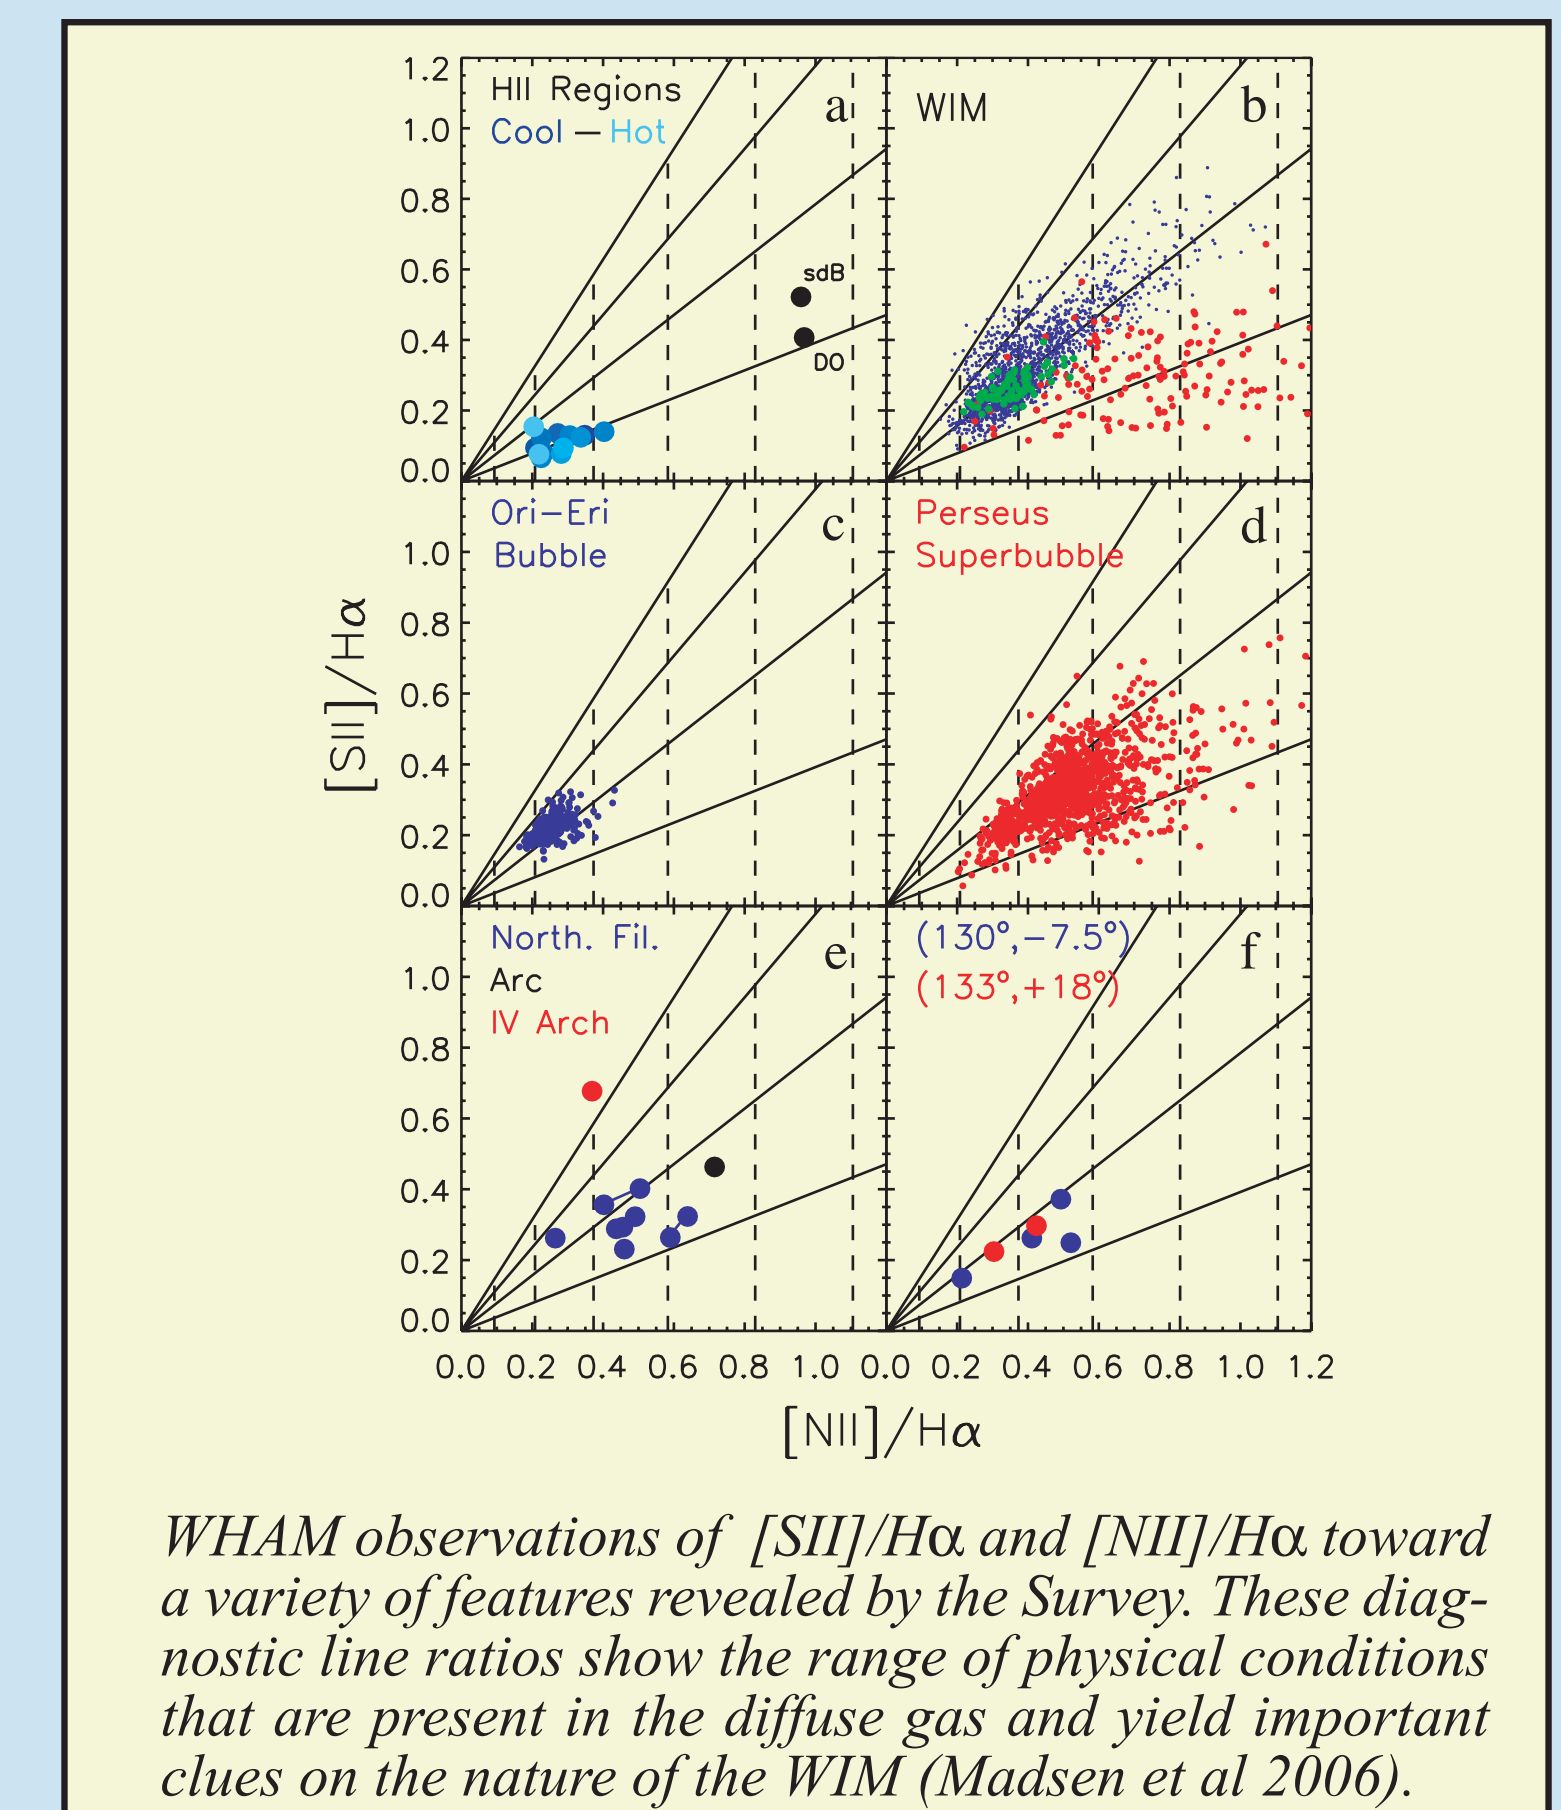 HII Regions
Cool – Hot
a
sdB
DO
WIM
b
1.2
1.0
0.8
0.6
0.4
0.2
0.0
Ori–Eri
Bubble
c
Perseus
Superbubble
d
1.0
0.8
0.6
0.4
0.2
0.0
[SII]/Hα
North. Fil.
Arc
IV Arch
e
(130°,−7.5°)
(133°,+18°)
f
1.0
0.8
0.6
0.4
0.2
0.0
0.0 0.2 0.4 0.6 0.8 1.0 0.0 0.2 0.4 0.6 0.8 1.0 1.2
[NII]/Hα
WHAM observations of [SII]/Hα and [NII]/Hα toward
a variety of features revealed by the Survey. These diag-
nostic line ratios show the range of physical conditions
that are present in the diffuse gas and yield important
clues on the nature of the WIM (Madsen et al 2006).